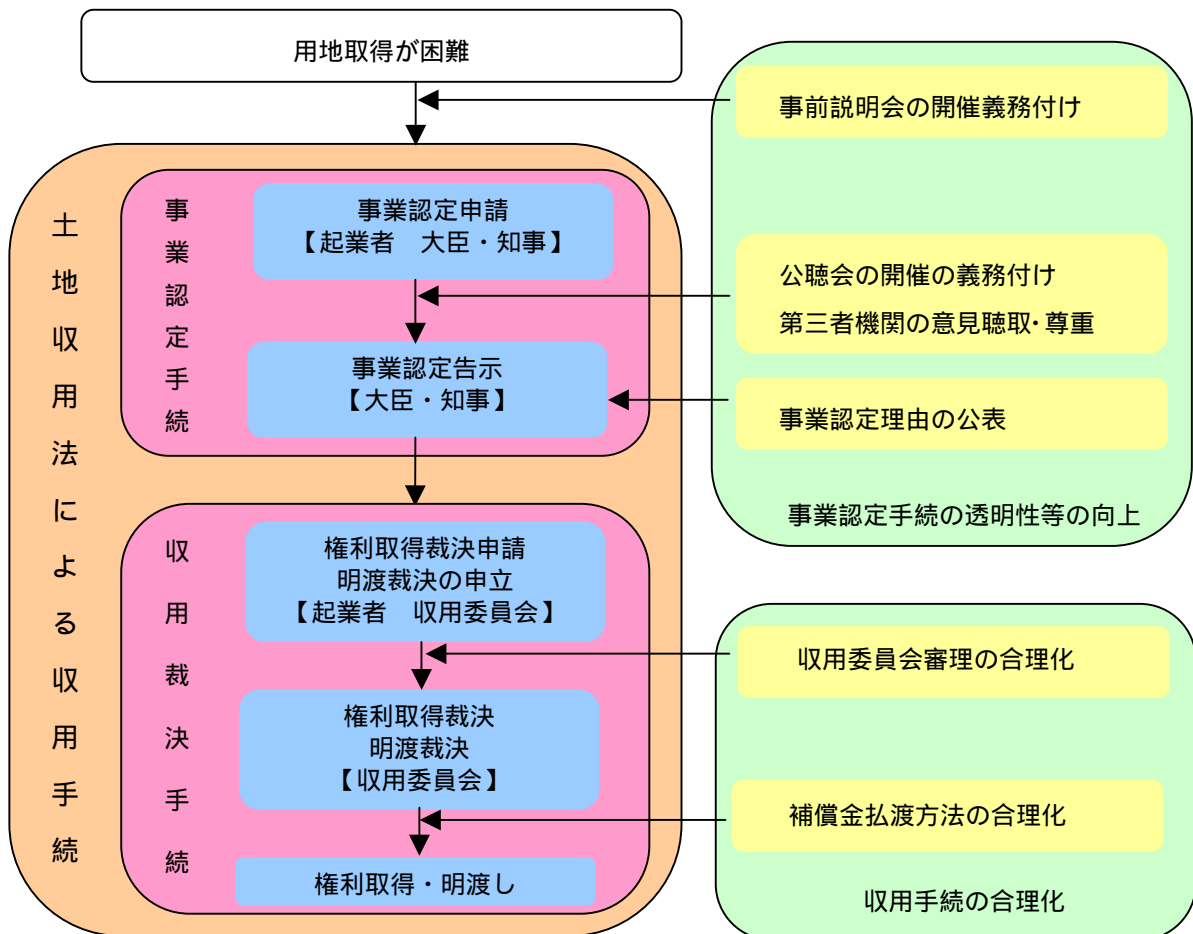 用地取得が困難
土地収用法による収用手続
事業認定手続
事業認定申請
【起業者　大臣・知事】
事業認定告示
【大臣・知事】
収用裁決手続
権利取得裁決申請
明渡裁決の申立
【起業者　収用委員会】
権利取得裁決
明渡裁決
【収用委員会】
権利取得・明渡し
事前説明会の開催義務付け
公聴会の開催の義務付け
第三者機関の意見聴取・尊重
事業認定理由の公表
事業認定手続の透明性等の向上
収用委員会審理の合理化
補償金払渡方法の合理化
収用手続の合理化